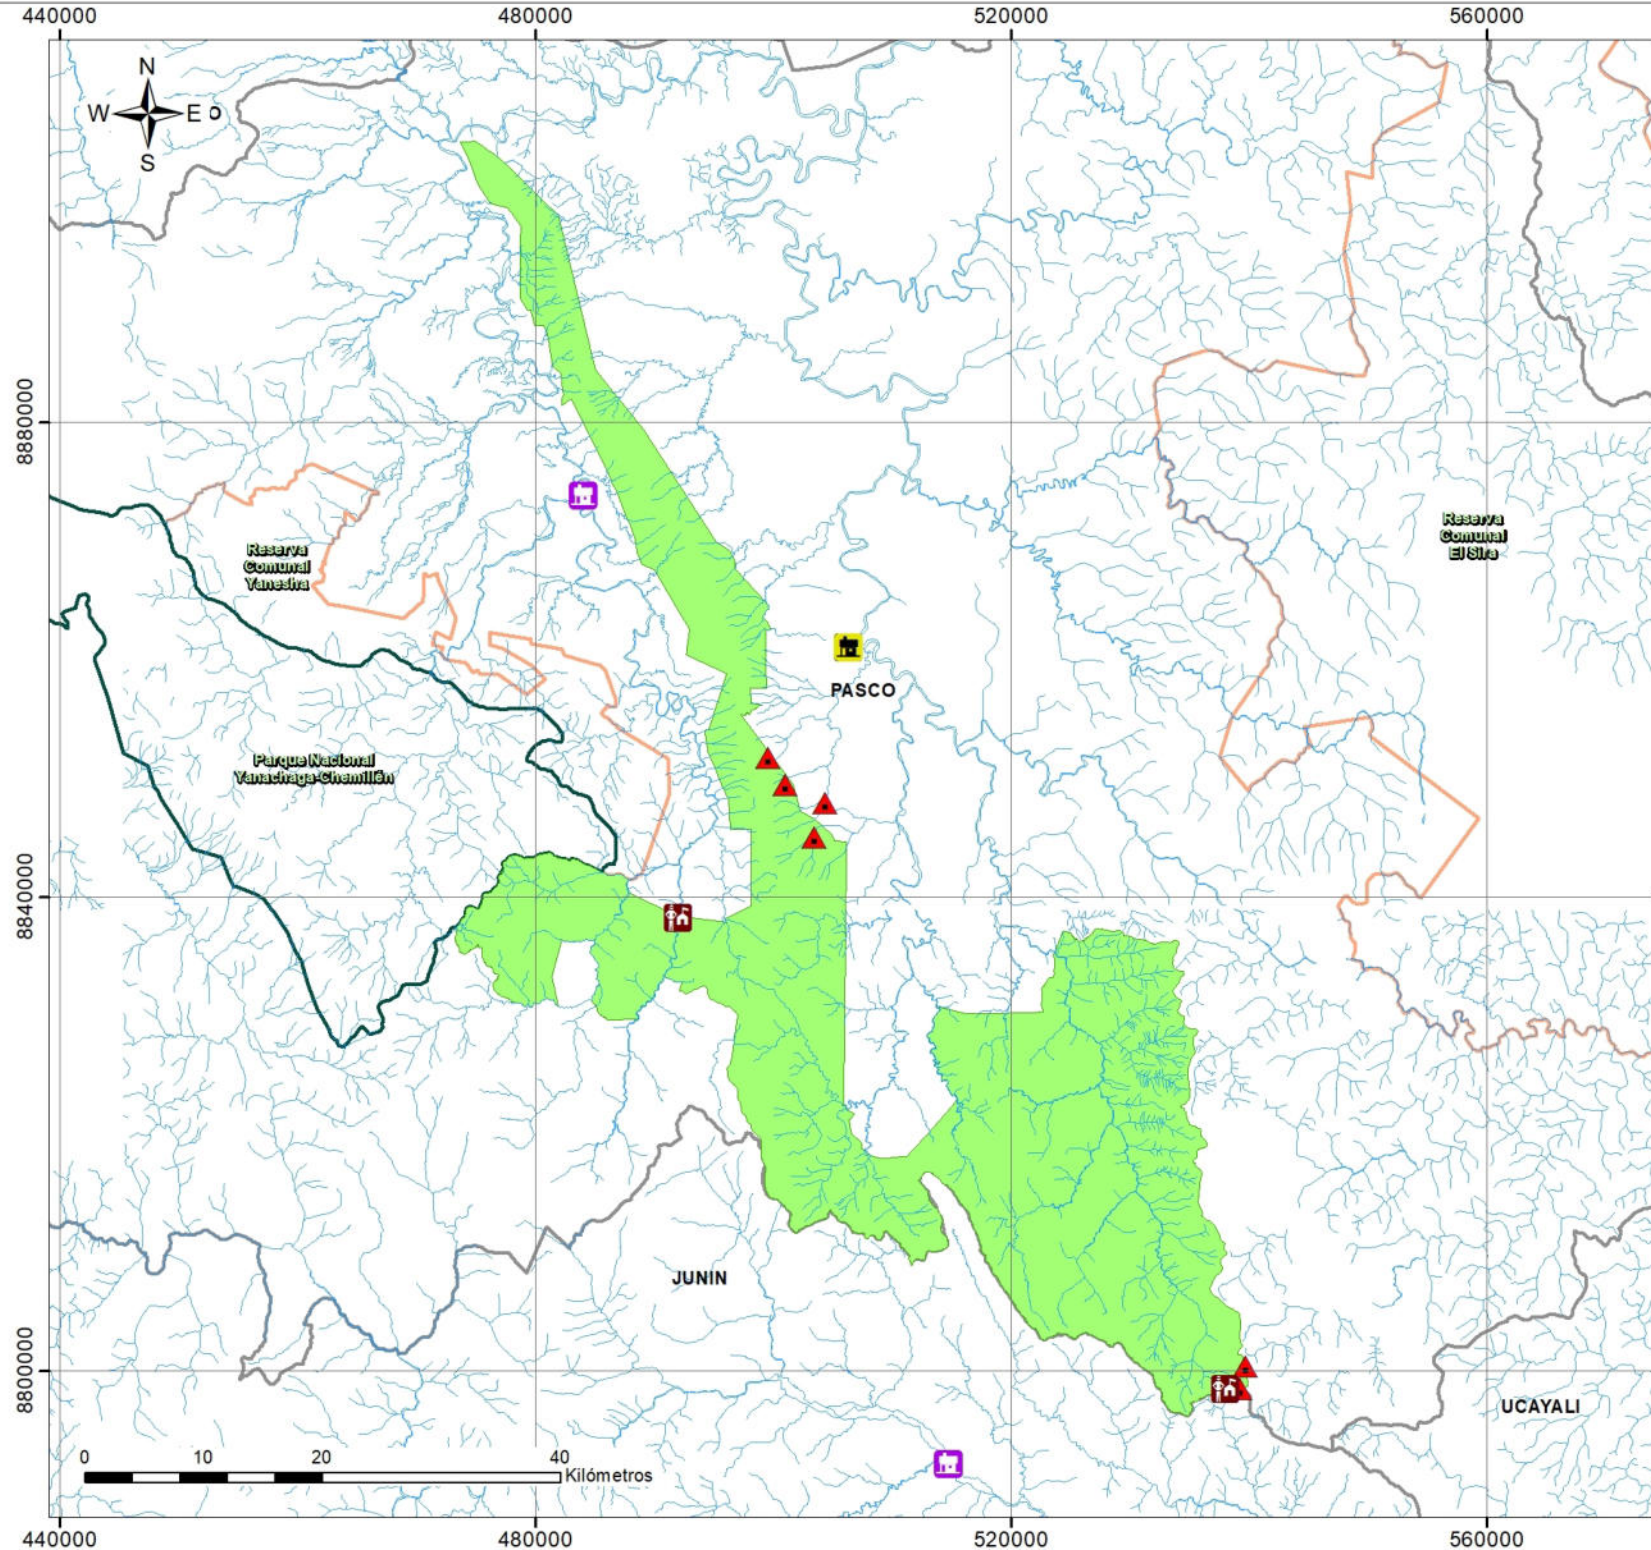 440000 480000 520000 560000
N
W E o
S
8880000
Reserva
Comunal
El Sira
Reserva
Comunal
Yanesha
PASCO
Parque Nacional
Yanachaga-Chemillén
8840000
JUNIN
8800000
UCAYALI
0 10 20 40
Kilómetros
440000 480000 520000 560000